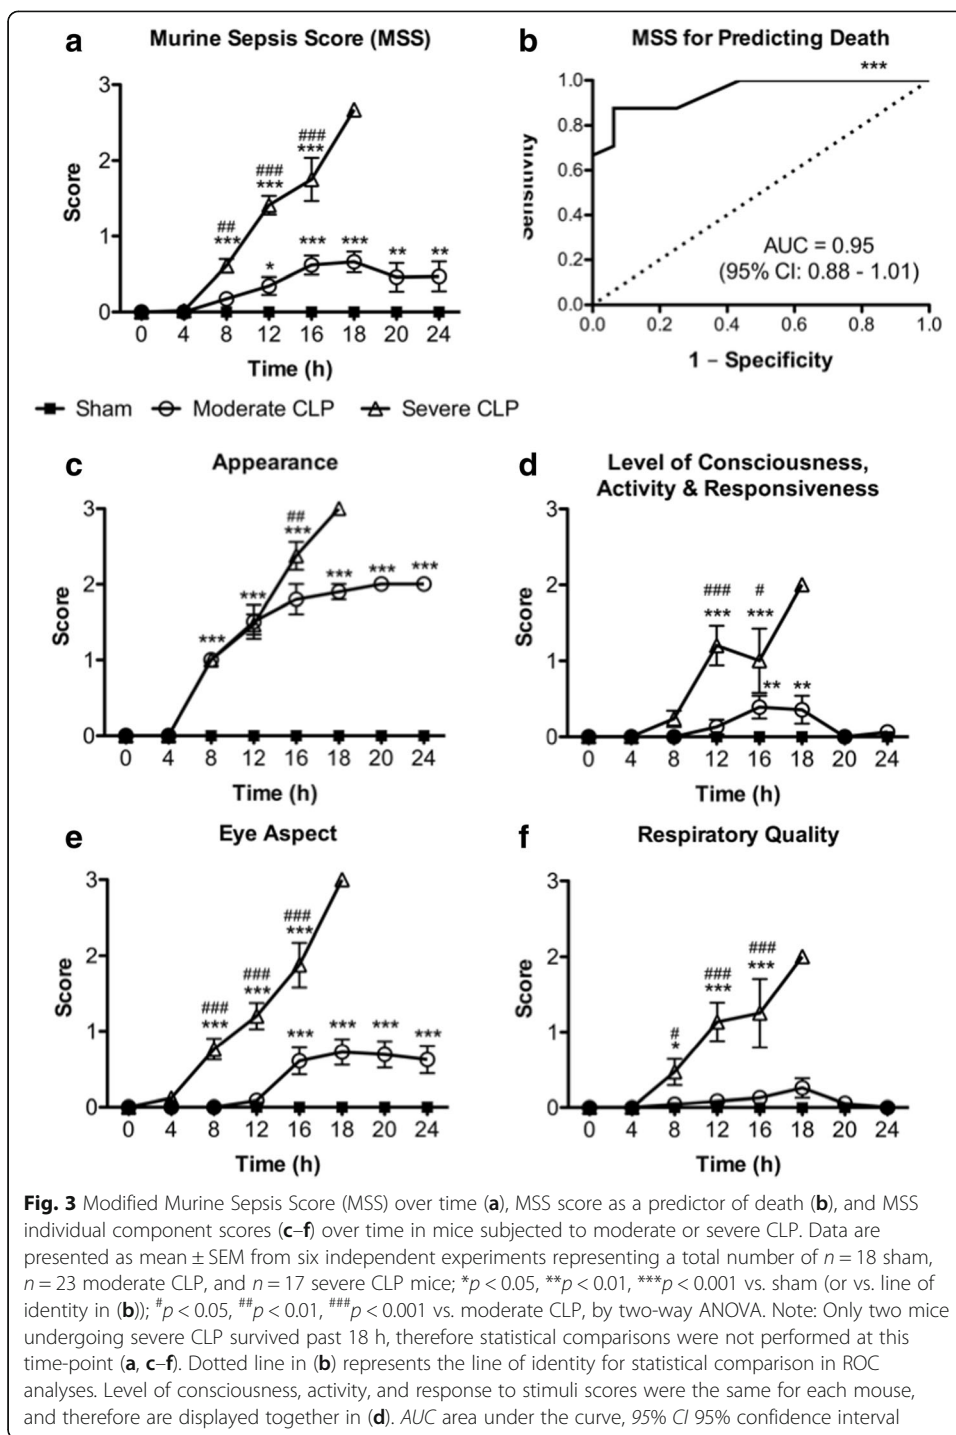 a Murine Sepsis Score (MSS)
3
2
1
0
Score
## ***
### ***
### ***
*
***
***
**
**
0 4 8 12 16 18 20 24
Time (h)
b MSS for Predicting Death
***
1.0
0.8
0.6
0.4
0.2
0.0
Sensitivity
AUC = 0.95
(95% CI: 0.88 - 1.01)
0.0 0.2 0.4 0.6 0.8 1.0
1 – Specificity
Sham Moderate CLP Severe CLP
c Appearance
3
2
1
0
Score
***
***
##
***
***
***
***
0 4 8 12 16 18 20 24
Time (h)
d Level of Consciousness,
Activity & Responsiveness
3
2
1
0
Score
### #
*** ***
** **
0 4 8 12 16 18 20 24
Time (h)
e Eye Aspect
3
2
1
0
Score
###
***
###
***
###
***
*** *** *** ***
0 4 8 12 16 18 20 24
Time (h)
f Respiratory Quality
3
2
1
0
Score
#
*
###
***
###
***
0 4 8 12 16 18 20 24
Time (h)
Fig. 3 Modified Murine Sepsis Score (MSS) over time (a), MSS score as a predictor of death (b), and MSS
individual component scores (c–f) over time in mice subjected to moderate or severe CLP. Data are
presented as mean ± SEM from six independent experiments representing a total number of n = 18 sham,
n = 23 moderate CLP, and n = 17 severe CLP mice; *p < 0.05, **p < 0.01, ***p < 0.001 vs. sham (or vs. line of
identity in (b)); #p < 0.05, ##p < 0.01, ###p < 0.001 vs. moderate CLP, by two-way ANOVA. Note: Only two mice
undergoing severe CLP survived past 18 h, therefore statistical comparisons were not performed at this
time-point (a, c–f). Dotted line in (b) represents the line of identity for statistical comparison in ROC
analyses. Level of consciousness, activity, and response to stimuli scores were the same for each mouse,
and therefore are displayed together in (d). AUC area under the curve, 95% CI 95% confidence interval